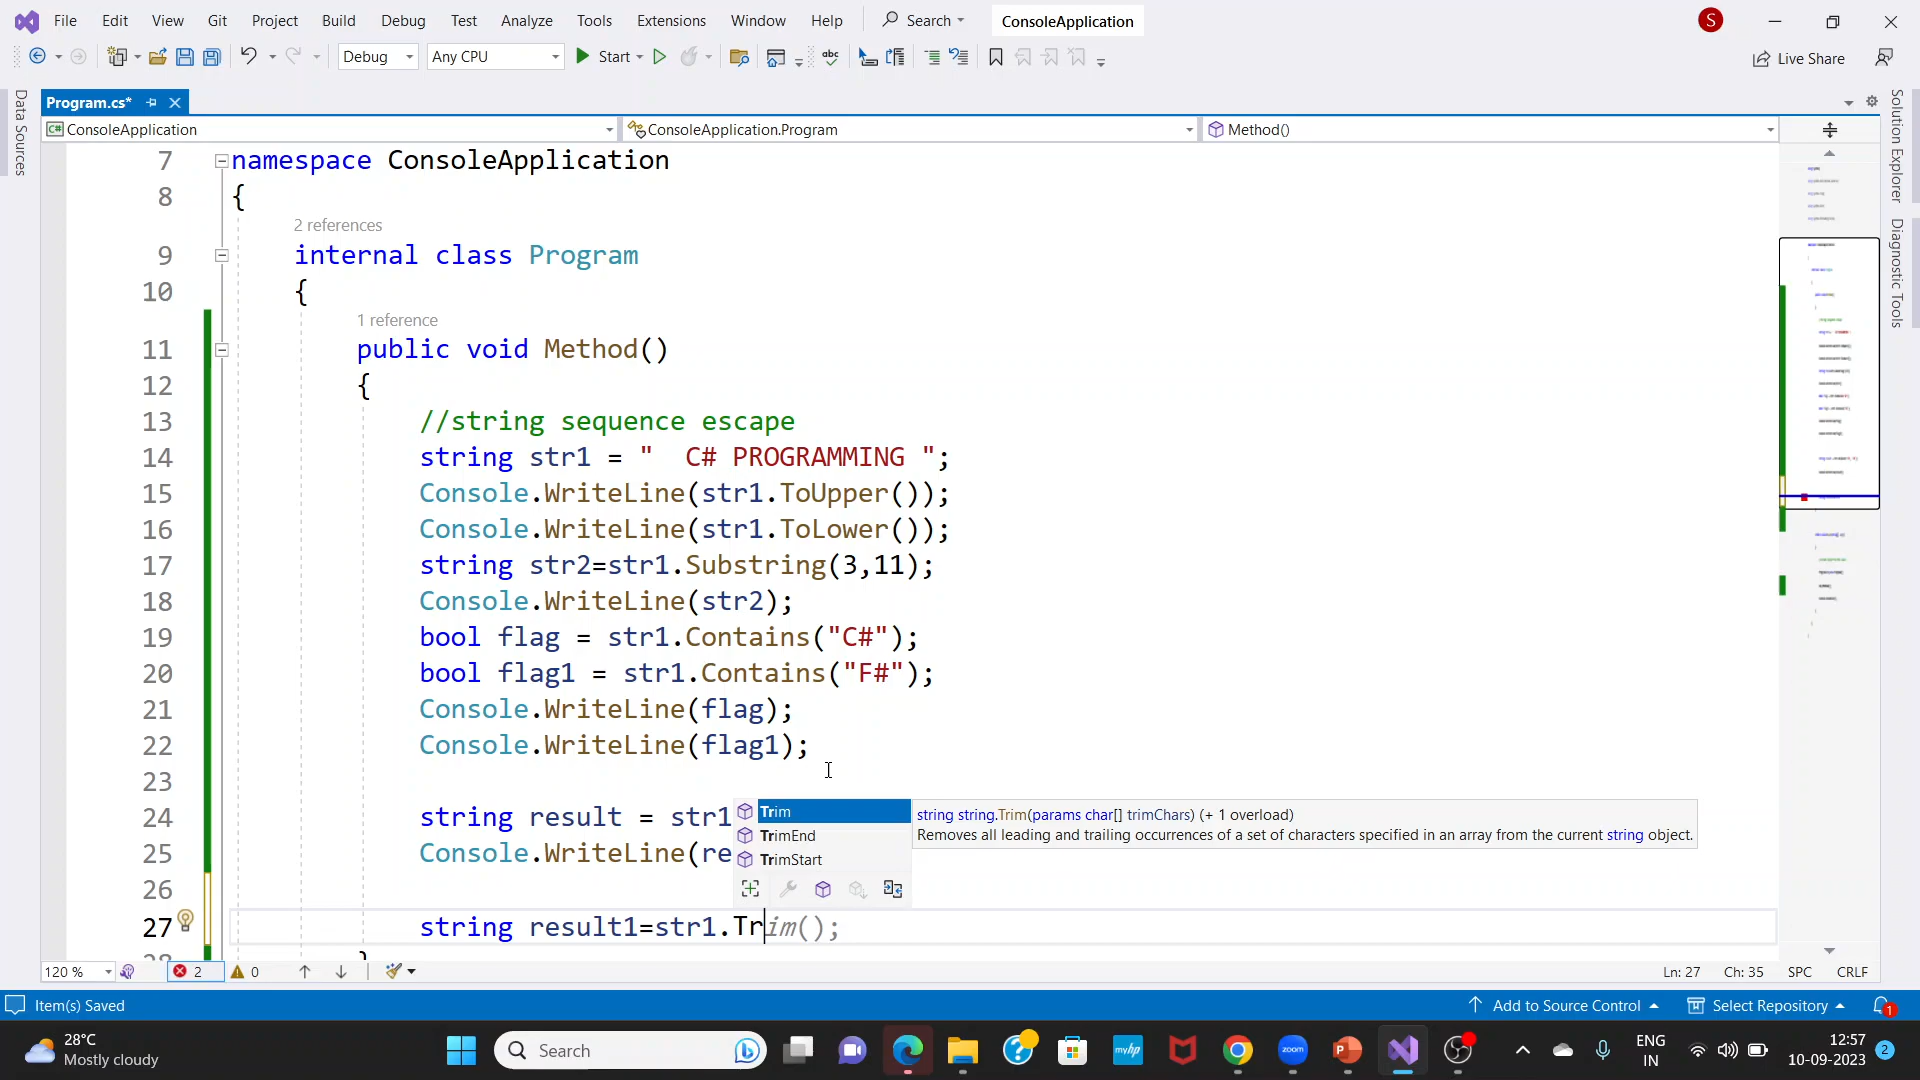 File Edit View Git Project Build Debug Test Analyze Tools Extensions Window Help Search ConsoleApplication S
Debug Any CPU Start abc Live Share
Data Sources
Program.cs*
ConsoleApplication ConsoleApplication.Program Method()
Solution Explorer
Diagnostic Tools
7 namespace ConsoleApplication
8 {
2 references
9 internal class Program
10 {
1 reference
11 public void Method()
12 {
13 //string sequence escape
14 string str1 = "  C# PROGRAMMING ";
15 Console.WriteLine(str1.ToUpper());
16 Console.WriteLine(str1.ToLower());
17 string str2=str1.Substring(3,11);
18 Console.WriteLine(str2);
19 bool flag = str1.Contains("C#");
20 bool flag1 = str1.Contains("F#");
21 Console.WriteLine(flag);
22 Console.WriteLine(flag1);
23
24 string result = str1
25 Console.WriteLine(re
26
27 string result1=str1.Trim();
}
Trim
TrimEnd
TrimStart
string string.Trim(params char[] trimChars) (+ 1 overload)
Removes all leading and trailing occurrences of a set of characters specified in an array from the current string object.
120 % 2 0 Ln: 27 Ch: 35 SPC CRLF
Item(s) Saved Add to Source Control Select Repository 1
28°C
Mostly cloudy
Search
myhp
zoom
ENG
IN
12:57
10-09-2023
2